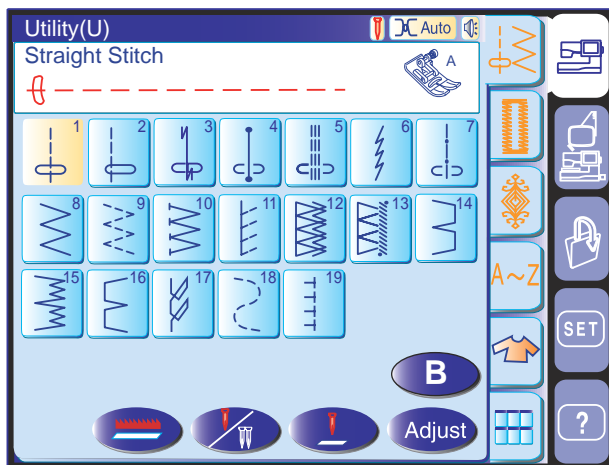 Utility(U) Auto
Straight Stitch A
1 2 3 4 5 6 7
8 9 10 11 12 13 14
15 16 17 18 19
A~Z
SET
B
Adjust
?